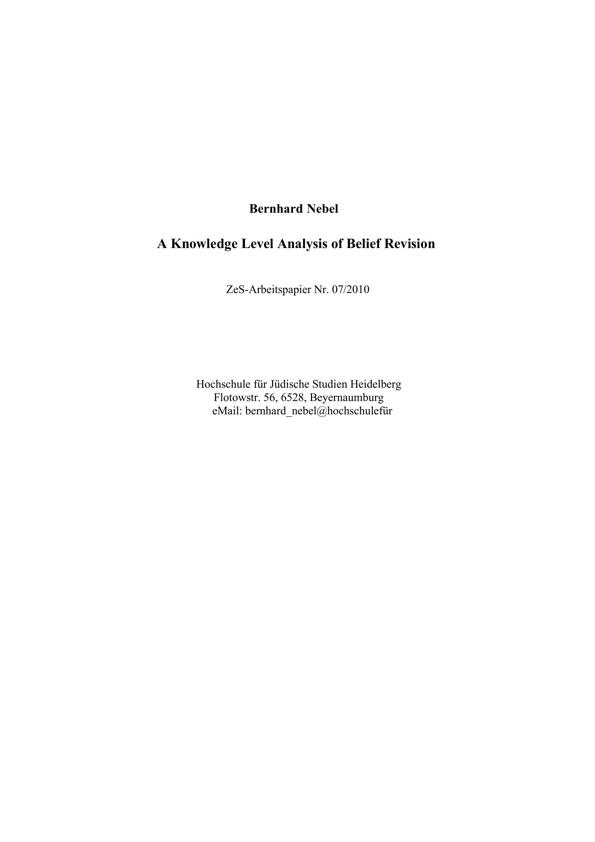 Bernhard Nebel
A Knowledge Level Analysis of Belief Revision
ZeS-Arbeitspapier Nr. 07/2010
Hochschule für Jüdische Studien Heidelberg
Flotowstr. 56, 6528, Beyernaumburg
eMail: bernhard_nebel@hochschulefür